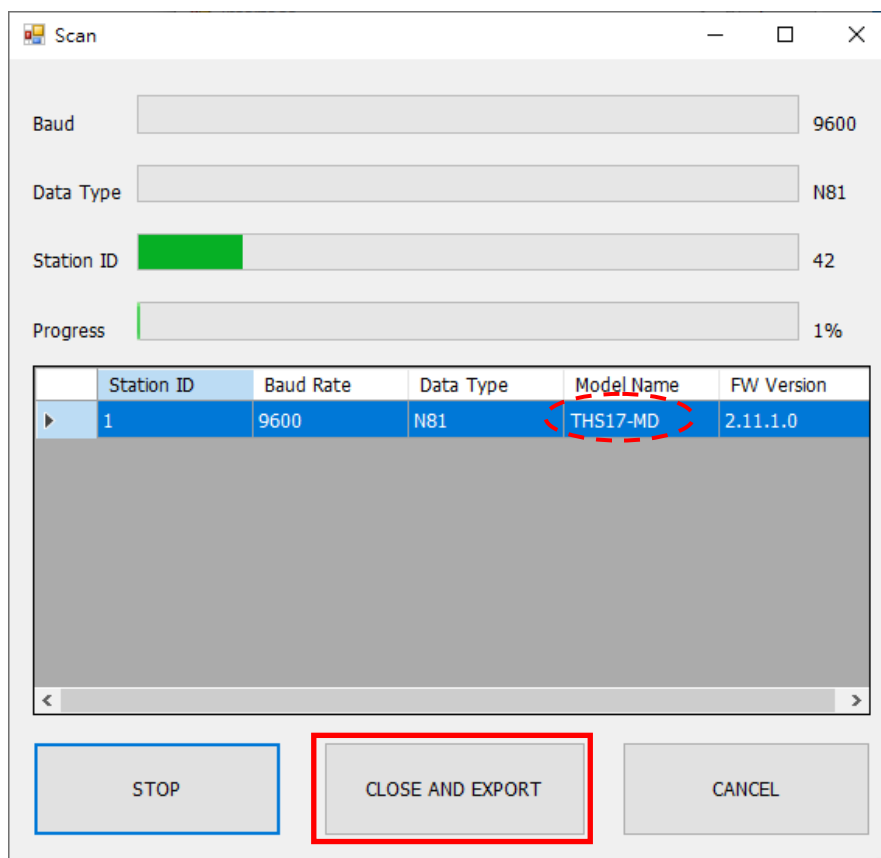 Scan
Baud 9600
Data Type N81
Station ID 42
Progress 1%
Station ID Baud Rate Data Type Model Name FW Version
1 9600 N81 THS17-MD 2.11.1.0
STOP CLOSE AND EXPORT CANCEL